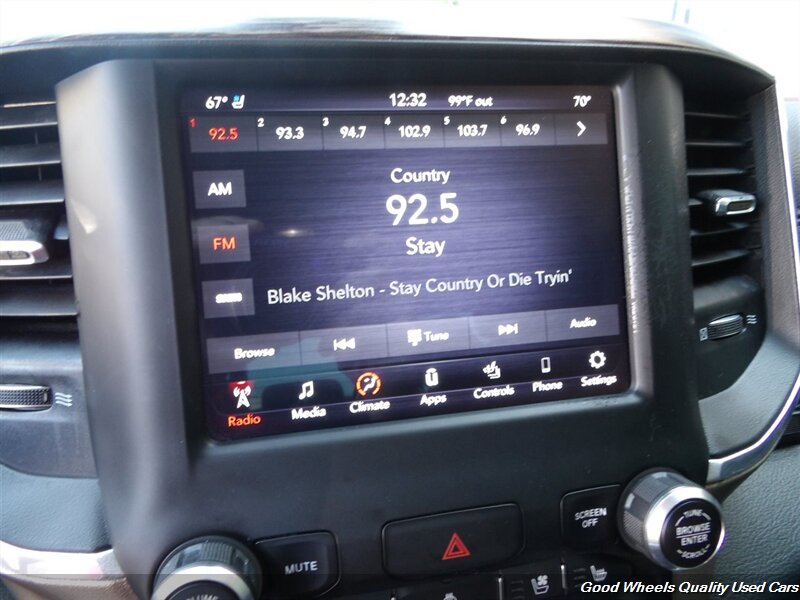 67° 12:32 99°F out 70°
1 92.5 2 93.3 3 94.7 4 102.9 5 103.7 6 96.9
Country
AM
92.5
FM
Stay
Blake Shelton - Stay Country Or Die Tryin'
Browse Tune Audio
Radio Media Climate Apps Controls Phone Settings
SCREEN
OFF
TUNE
BROWSE
ENTER
SCROLL
MUTE
VOLUME
Good Wheels Quality Used Cars